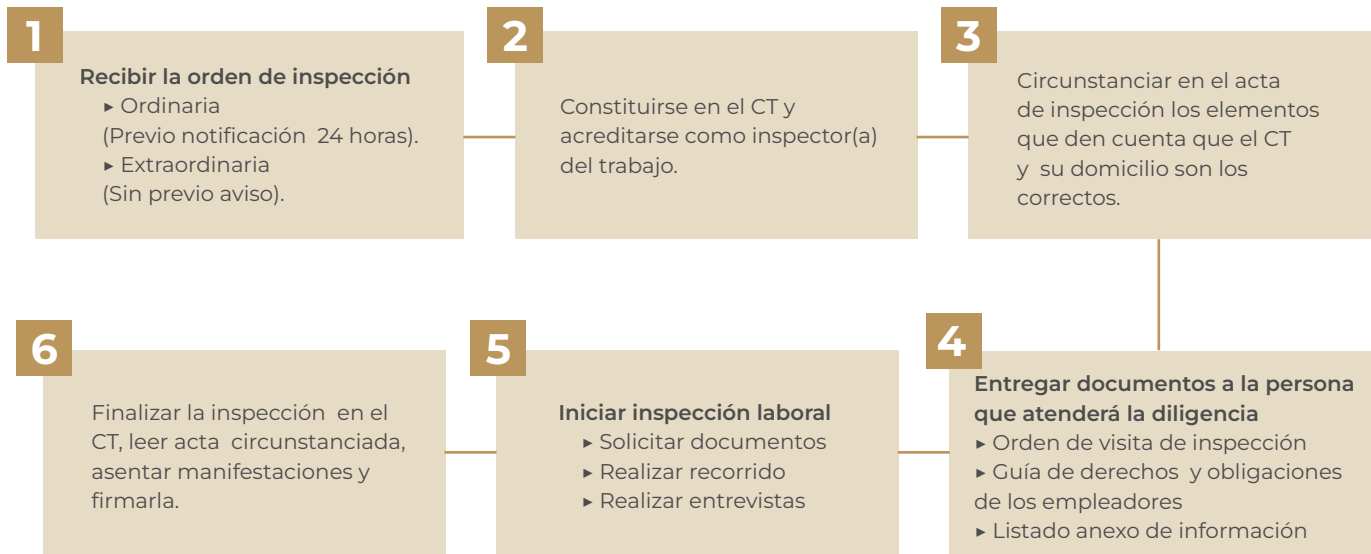 1
Recibir la orden de inspección
▸ Ordinaria
(Previo notificación 24 horas).
▸ Extraordinaria
(Sin previo aviso).
2
Constituirse en el CT y
acreditarse como inspector(a)
del trabajo.
3
Circunstanciar en el acta
de inspección los elementos
que den cuenta que el CT
y su domicilio son los
correctos.
4
Entregar documentos a la persona
que atenderá la diligencia
▸ Orden de visita de inspección
▸ Guía de derechos y obligaciones
de los empleadores
▸ Listado anexo de información
5
Iniciar inspección laboral
▸ Solicitar documentos
▸ Realizar recorrido
▸ Realizar entrevistas
6
Finalizar la inspección en el
CT, leer acta circunstanciada,
asentar manifestaciones y
firmarla.